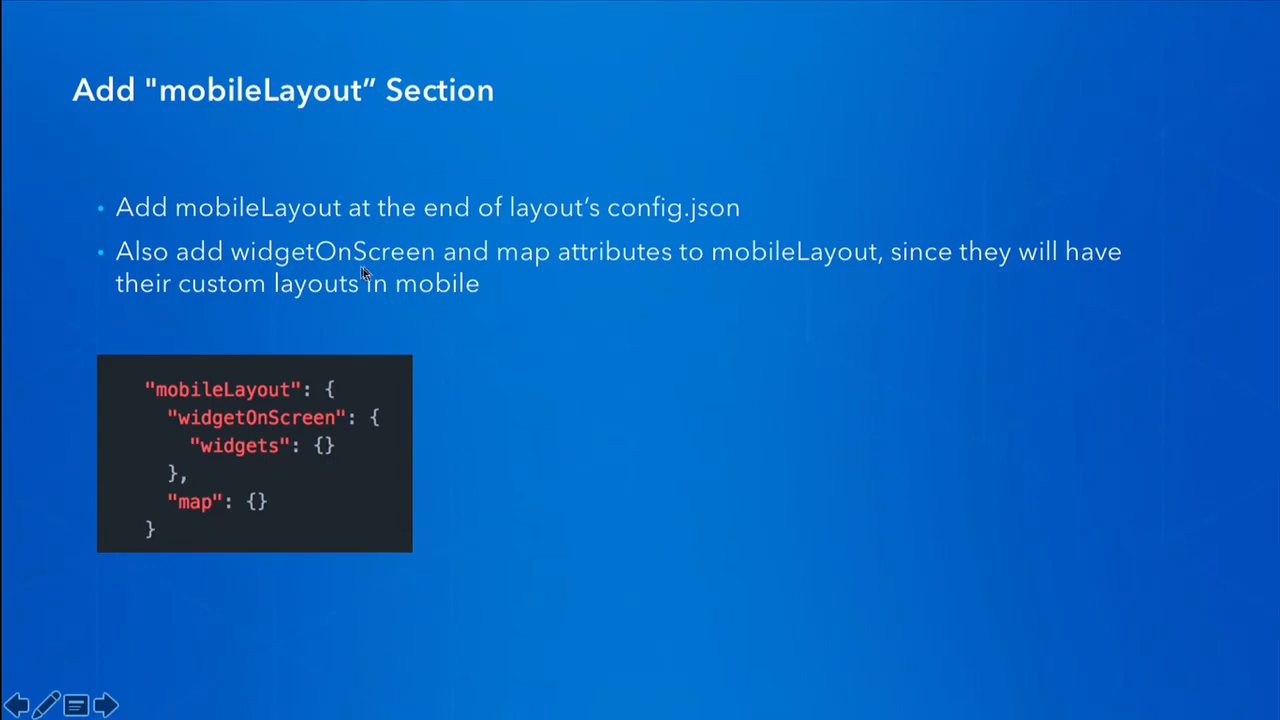 Add "mobileLayout” Section
• Add mobileLayout at the end of layout’s config.json
• Also add widgetOnScreen and map attributes to mobileLayout, since they will have
their custom layouts in mobile
"mobileLayout": {
"widgetOnScreen": {
"widgets": {}
},
"map": {}
}